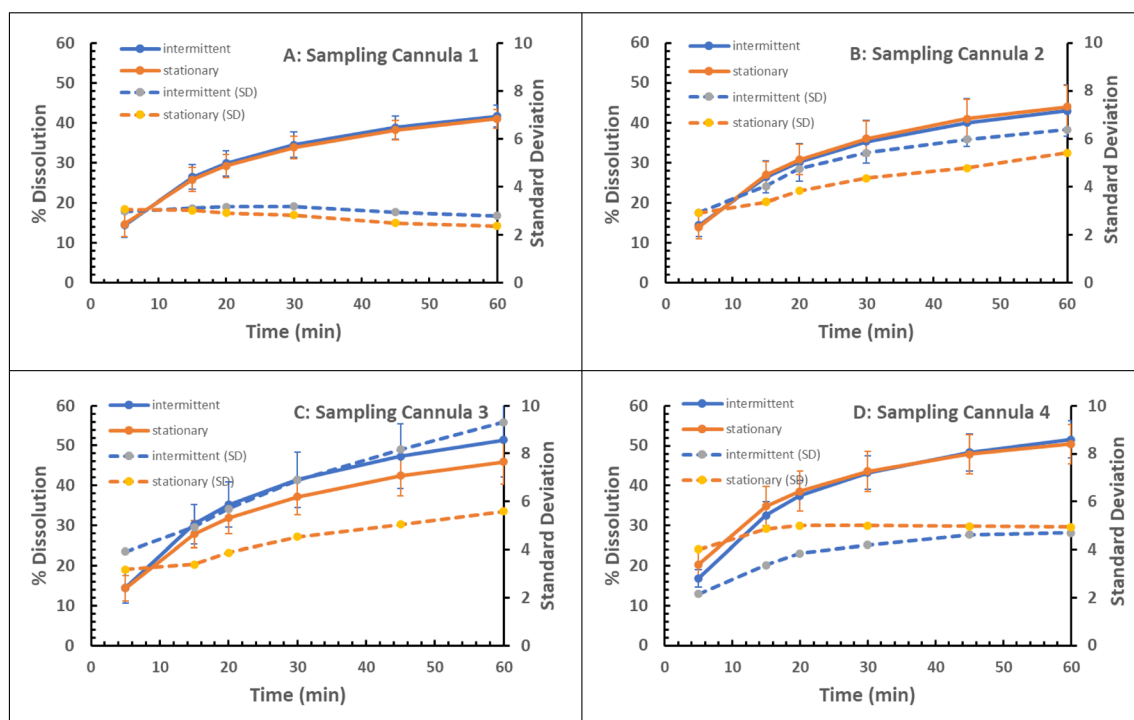 A: Sampling Cannula 1
intermittent
stationary
intermittent (SD)
stationary (SD)
% Dissolution
60
50
40
30
20
10
0
Standard Deviation
10
8
6
4
2
0
0 10 20 30 40 50 60
Time (min)
B: Sampling Cannula 2
intermittent
stationary
intermittent (SD)
stationary (SD)
% Dissolution
60
50
40
30
20
10
0
Standard Deviation
10
8
6
4
2
0
0 10 20 30 40 50 60
Time (min)
C: Sampling Cannula 3
intermittent
stationary
intermittent (SD)
stationary (SD)
% Dissolution
60
50
40
30
20
10
0
Standard Deviation
10
8
6
4
2
0
0 10 20 30 40 50 60
Time (min)
D: Sampling Cannula 4
intermittent
stationary
intermittent (SD)
stationary (SD)
% Dissolution
60
50
40
30
20
10
0
Standard Deviation
10
8
6
4
2
0
0 10 20 30 40 50 60
Time (min)